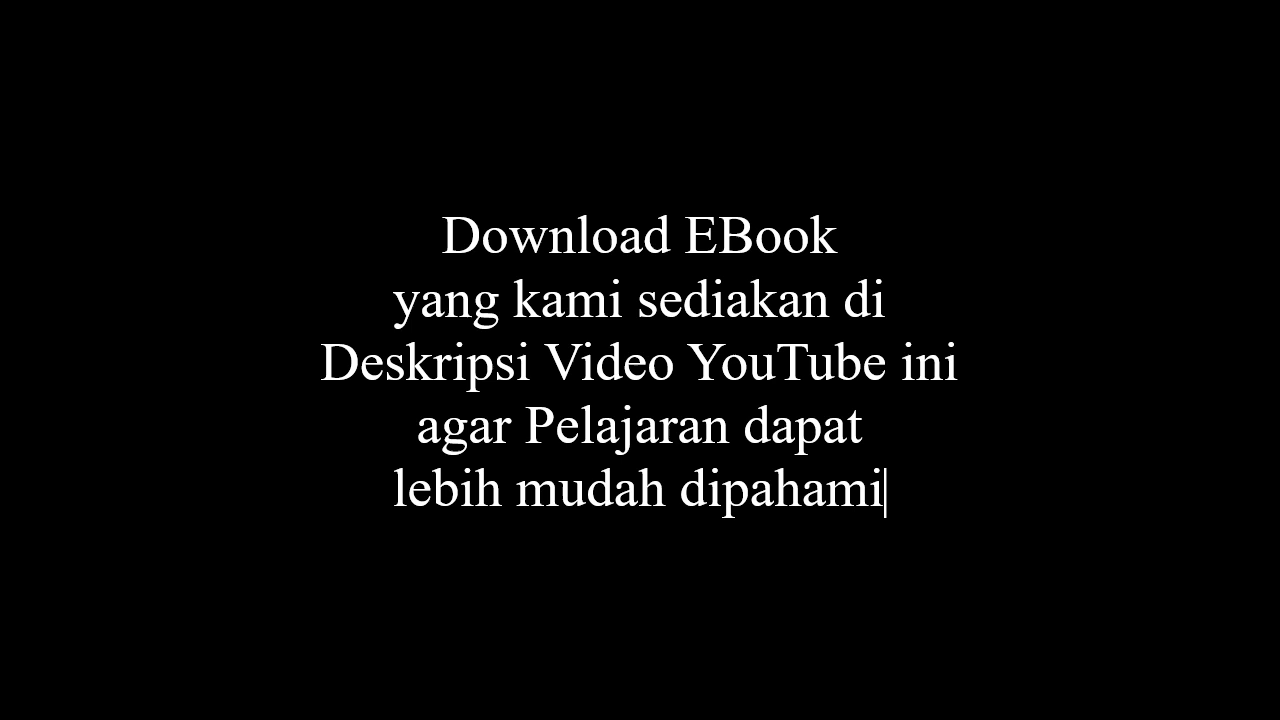 Download EBook
yang kami sediakan di
Deskripsi Video YouTube ini
agar Pelajaran dapat
lebih mudah dipahami